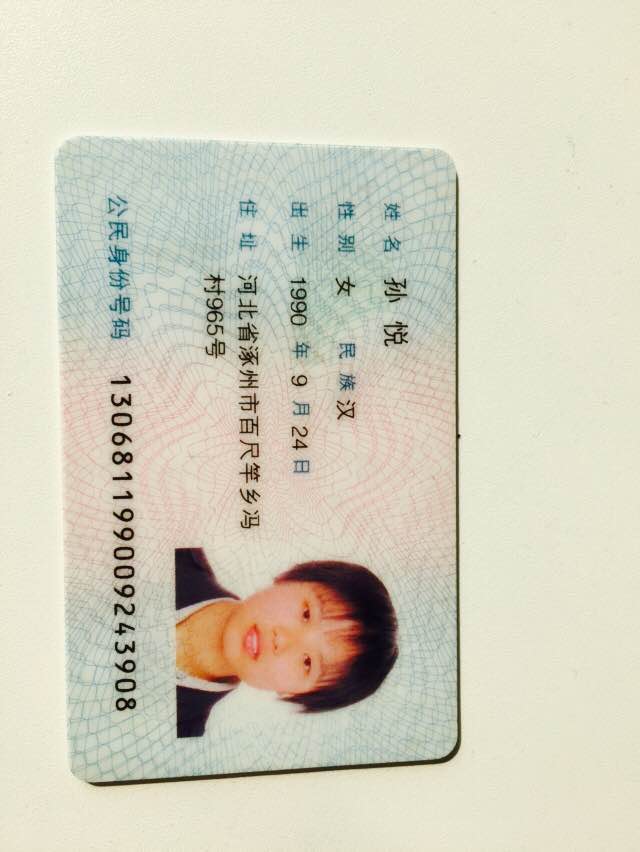 姓名 孙悦
性别 女 民族 汉
出生 1990 年 9 月 24 日
住址 河北省涿州市百尺竿乡冯
村965号
公民身份号码 130681199009243908